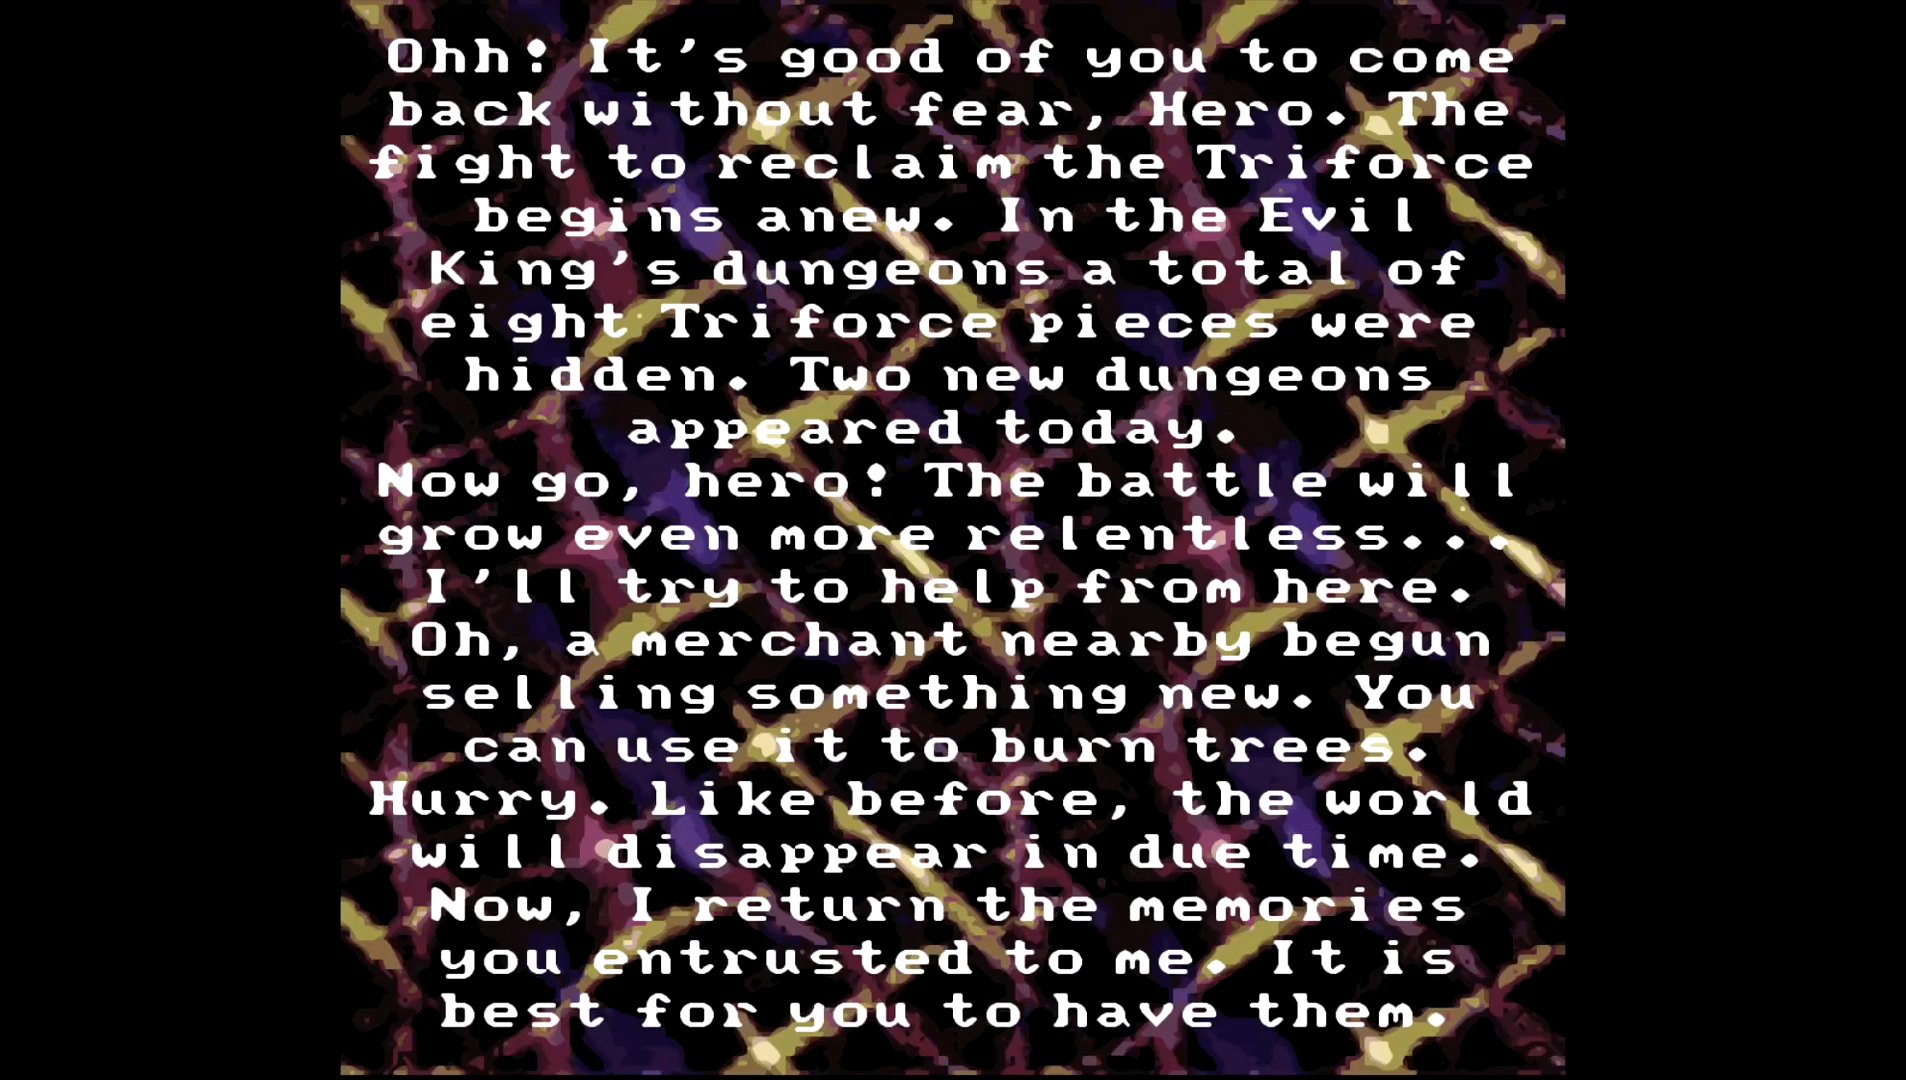 Ohh! It's good of you to come
back without fear, Hero. The
fight to reclaim the Triforce
begins anew. In the Evil
King's dungeons a total of
eight Triforce pieces were
hidden. Two new dungeons
appeared today.
Now go, hero! The battle will
grow even more relentless...
I'll try to help from here.
Oh, a merchant nearby begun
selling something new. You
can use it to burn trees.
Hurry. Like before, the world
will disappear in due time.
Now, I return the memories
you entrusted to me. It is
best for you to have them.